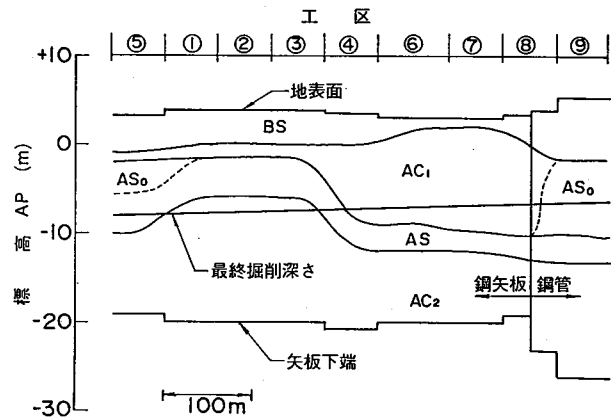 工 区
⑤ ① ② ③ ④ ⑥ ⑦ ⑧ ⑨
+10
0
-10
-20
-30
標高 AP (m)
地表面
BS
AC₁
AS₀
AS₀
AS
最終掘削深さ
鋼矢板 鋼管
AC₂
矢板下端
100m